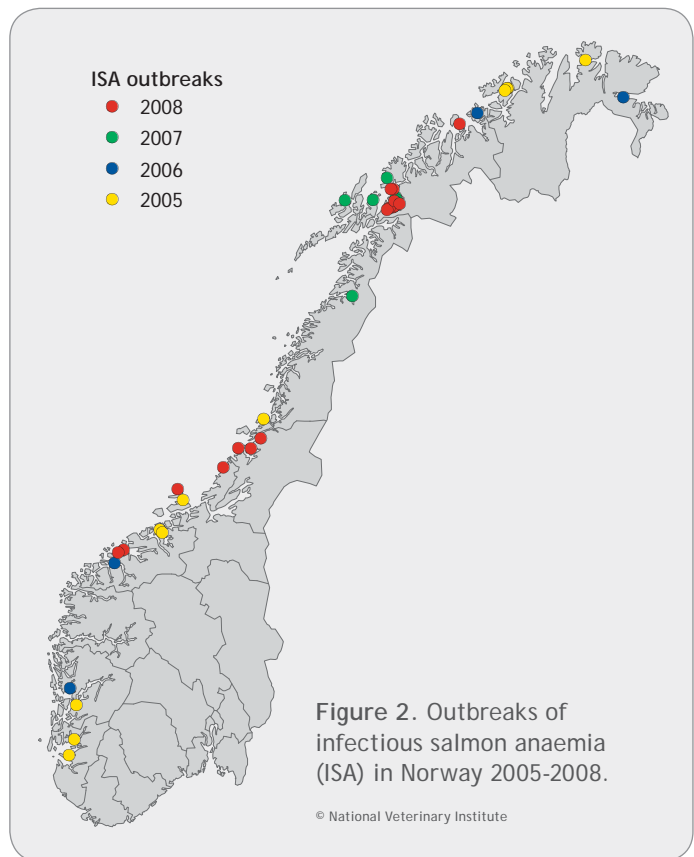 ISA outbreaks
2008
2007
2006
2005
Figure 2. Outbreaks of
infectious salmon anaemia
(ISA) in Norway 2005-2008.
© National Veterinary Institute